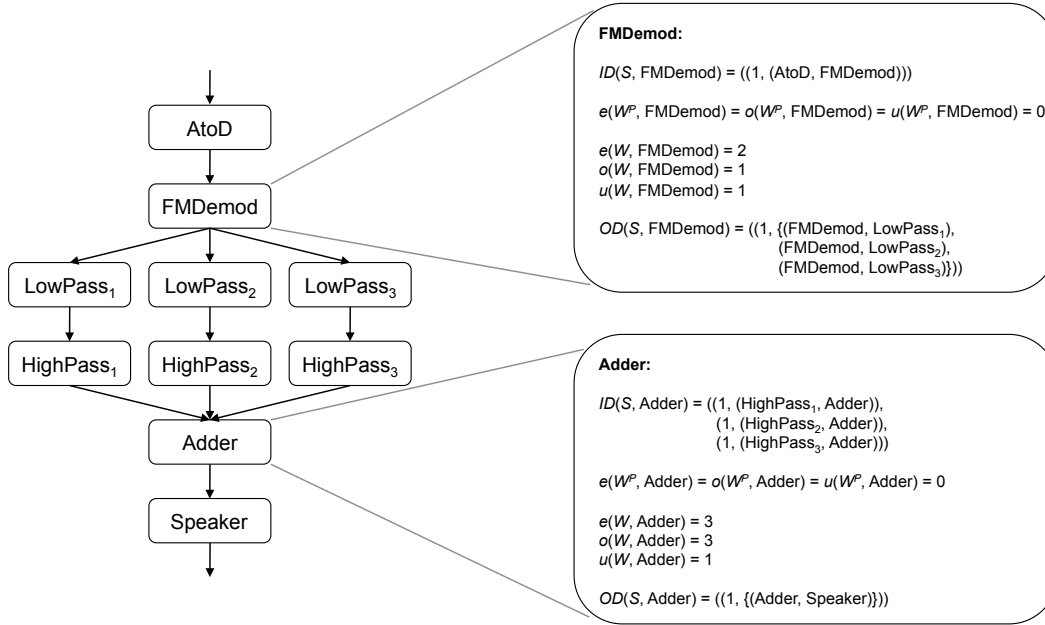 AtoD
FMDemod
LowPass₁
LowPass₂
LowPass₃
HighPass₁
HighPass₂
HighPass₃
Adder
Speaker
FMDemod:
ID(S, FMDemod) = ((1, (AtoD, FMDemod)))
e(Wᴾ, FMDemod) = o(Wᴾ, FMDemod) = u(Wᴾ, FMDemod) = 0
e(W, FMDemod) = 2
o(W, FMDemod) = 1
u(W, FMDemod) = 1
OD(S, FMDemod) = ((1, {(FMDemod, LowPass₁),
(FMDemod, LowPass₂),
(FMDemod, LowPass₃)}))
Adder:
ID(S, Adder) = ((1, (HighPass₁, Adder)),
(1, (HighPass₂, Adder)),
(1, (HighPass₃, Adder)))
e(Wᴾ, Adder) = o(Wᴾ, Adder) = u(Wᴾ, Adder) = 0
e(W, Adder) = 3
o(W, Adder) = 3
u(W, Adder) = 1
OD(S, Adder) = ((1, {(Adder, Speaker)}))